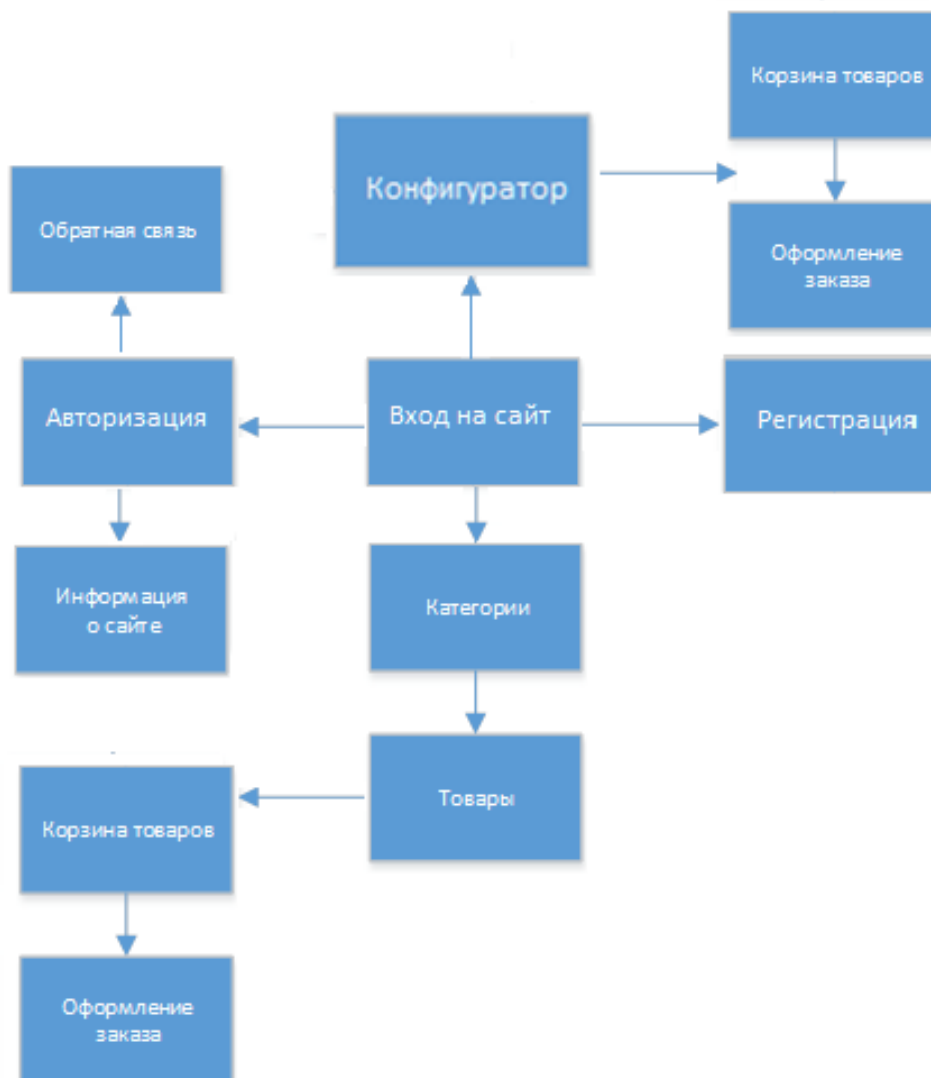 Корзина товаров
Конфигуратор
Обратная связь
Оформление
заказа
Авторизация
Вход на сайт
Регистрация
Информация
о сайте
Категории
Товары
Корзина товаров
Оформление
заказа